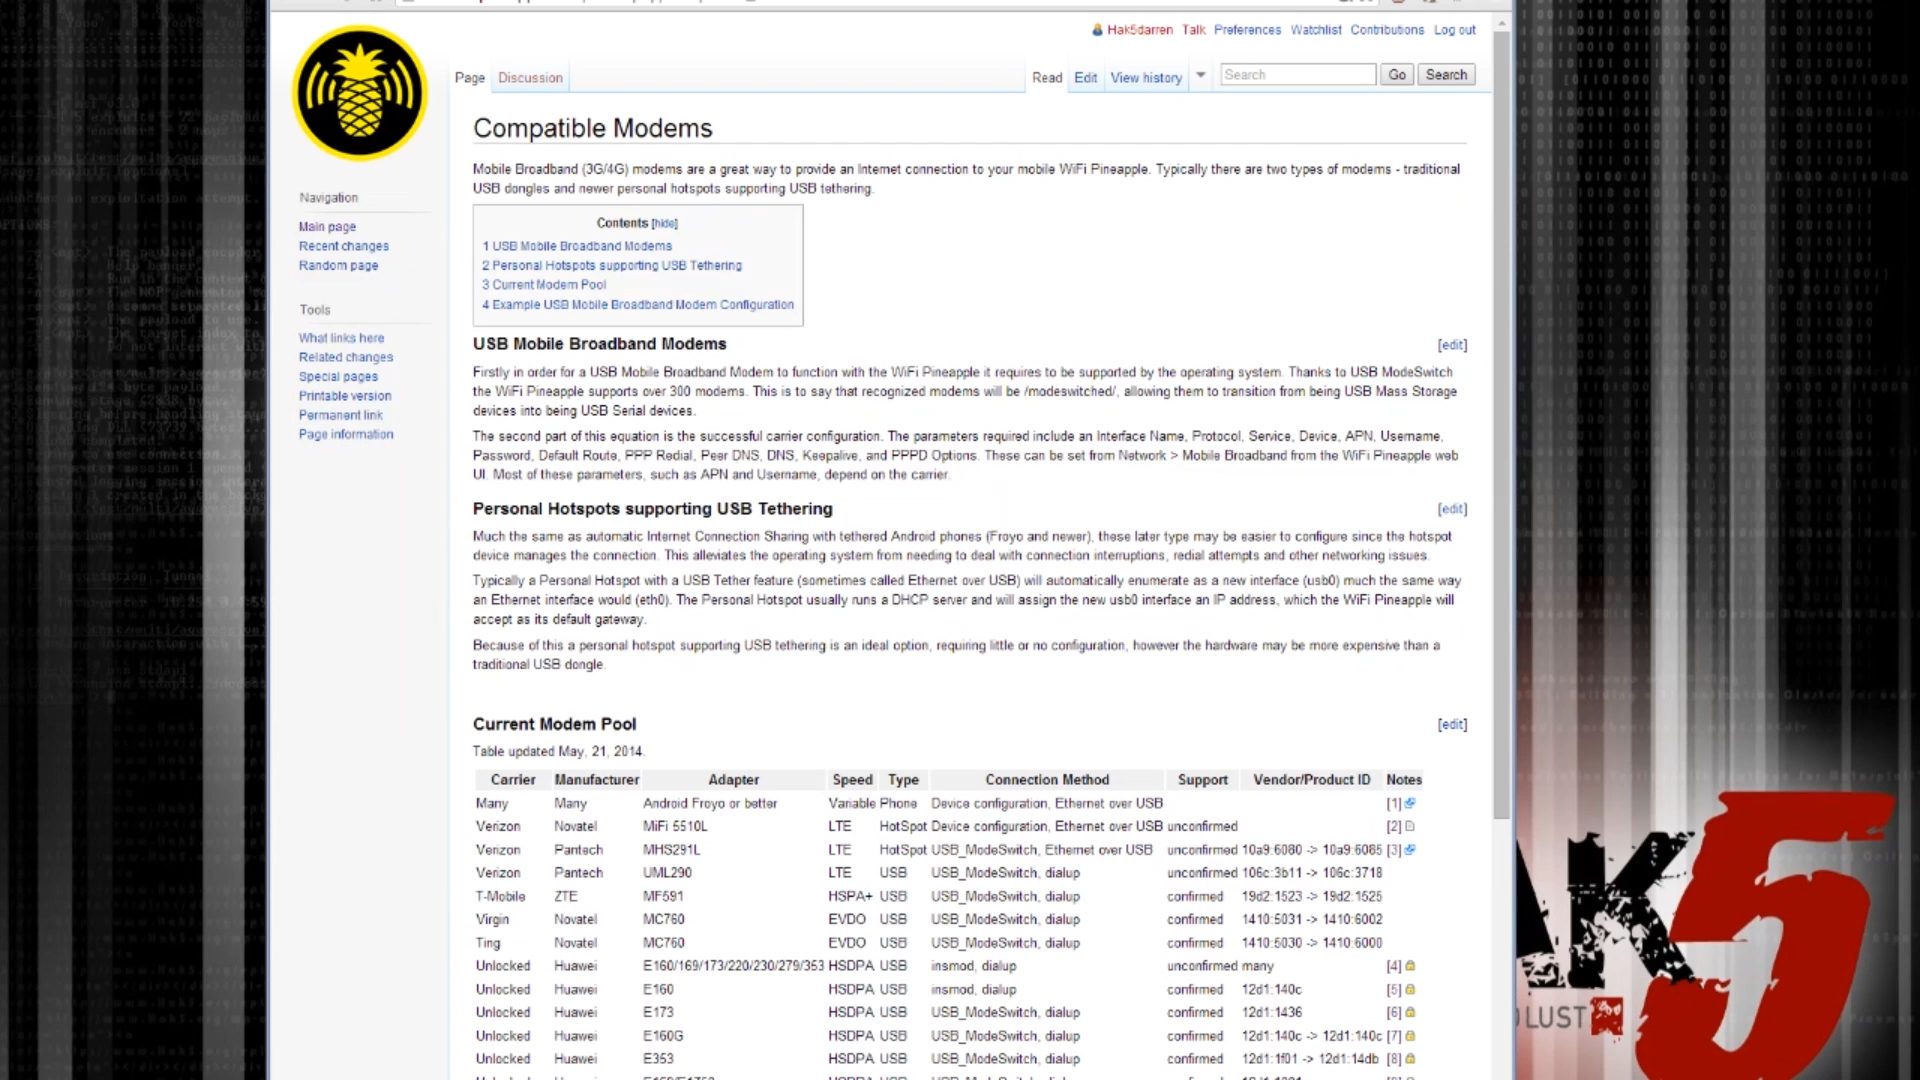 Hak5darren Talk Preferences Watchlist Contributions Log out
Page Discussion Read Edit View history Search Go Search
Compatible Modems
Mobile Broadband (3G/4G) modems are a great way to provide an Internet connection to your mobile WiFi Pineapple. Typically there are two types of modems - traditional
USB dongles and newer personal hotspots supporting USB tethering.
Navigation
Main page
Recent changes
Random page
Tools
What links here
Related changes
Special pages
Printable version
Permanent link
Page information
Contents [hide]
1 USB Mobile Broadband Modems
2 Personal Hotspots supporting USB Tethering
3 Current Modem Pool
4 Example USB Mobile Broadband Modem Configuration
USB Mobile Broadband Modems [edit]
Firstly in order for a USB Mobile Broadband Modem to function with the WiFi Pineapple it requires to be supported by the operating system. Thanks to USB ModeSwitch
the WiFi Pineapple supports over 300 modems. This is to say that recognized modems will be /modeswitched/, allowing them to transition from being USB Mass Storage
devices into being USB Serial devices.
The second part of this equation is the successful carrier configuration. The parameters required include an Interface Name, Protocol, Service, Device, APN, Username,
Password, Default Route, PPP Redial, Peer DNS, DNS, Keepalive, and PPPD Options. These can be set from Network > Mobile Broadband from the WiFi Pineapple web
UI. Most of these parameters, such as APN and Username, depend on the carrier.
Personal Hotspots supporting USB Tethering [edit]
Much the same as automatic Internet Connection Sharing with tethered Android phones (Froyo and newer), these later type may be easier to configure since the hotspot
device manages the connection. This alleviates the operating system from needing to deal with connection interruptions, redial attempts and other networking issues.
Typically a Personal Hotspot with a USB Tether feature (sometimes called Ethernet over USB) will automatically enumerate as a new interface (usb0) much the same way
an Ethernet interface would (eth0). The Personal Hotspot usually runs a DHCP server and will assign the new usb0 interface an IP address, which the WiFi Pineapple will
accept as its default gateway.
Because of this a personal hotspot supporting USB tethering is an ideal option, requiring little or no configuration, however the hardware may be more expensive than a
traditional USB dongle.
Current Modem Pool [edit]
Table updated May, 21, 2014.
Carrier Manufacturer Adapter Speed Type Connection Method Support Vendor/Product ID Notes
Many Many Android Froyo or better Variable Phone Device configuration, Ethernet over USB [1]
Verizon Novatel MiFi 5510L LTE HotSpot Device configuration, Ethernet over USB unconfirmed [2]
Verizon Pantech MHS291L LTE HotSpot USB_ModeSwitch, Ethernet over USB unconfirmed 10a9:6080 -> 10a9:6085 [3]
Verizon Pantech UML290 LTE USB USB_ModeSwitch, dialup unconfirmed 106c:3b11 -> 106c:3718
T-Mobile ZTE MF591 HSPA+ USB USB_ModeSwitch, dialup confirmed 19d2:1523 -> 19d2:1525
Virgin Novatel MC760 EVDO USB USB_ModeSwitch, dialup confirmed 1410:5031 -> 1410:6002
Ting Novatel MC760 EVDO USB USB_ModeSwitch, dialup confirmed 1410:5030 -> 1410:6000
Unlocked Huawei E160/169/173/220/230/279/353 HSDPA USB insmod, dialup unconfirmed many [4]
Unlocked Huawei E160 HSDPA USB insmod, dialup confirmed 12d1:140c [5]
Unlocked Huawei E173 HSDPA USB USB_ModeSwitch, dialup confirmed 12d1:1436 [6]
Unlocked Huawei E160G HSDPA USB USB_ModeSwitch, dialup confirmed 12d1:140c -> 12d1:140c [7]
Unlocked Huawei E353 HSDPA USB USB_ModeSwitch, dialup confirmed 12d1:1f01 -> 12d1:14db [8]
AK5
LUST